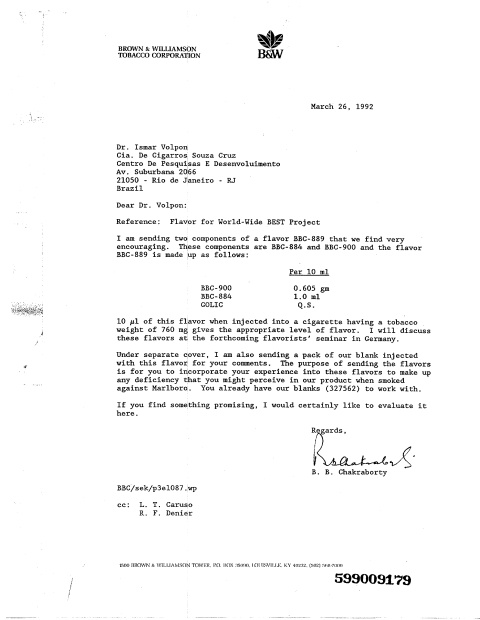 BROWN & WILLIAMSON
TOBACCO CORPORATION
B&W
March 26, 1992
Dr. Ismar Volpon
Cia. De Cigarros Souza Cruz
Centro De Pesquisas E Desenvoluimento
Av. Suburbana 2066
21050 - Rio de Janeiro - RJ
Brazil
Dear Dr. Volpon:
Reference: Flavor for World-Wide BEST Project
I am sending two components of a flavor BBC-889 that we find very
encouraging. These components are BBC-884 and BBC-900 and the flavor
BBC-889 is made up as follows:
Per 10 ml
BBC-900 0.605 gm
BBC-884 1.0 ml
GOLIC Q.S.
10 µl of this flavor when injected into a cigarette having a tobacco
weight of 760 mg gives the appropriate level of flavor. I will discuss
these flavors at the forthcoming flavorists' seminar in Germany.
Under separate cover, I am also sending a pack of our blank injected
with this flavor for your comments. The purpose of sending the flavors
is for you to incorporate your experience into these flavors to make up
any deficiency that you might perceive in our product when smoked
against Marlboro. You already have our blanks (327562) to work with.
If you find something promising, I would certainly like to evaluate it
here.
Regards,
B. B. Chakraborty
BBC/sek/p3e1087.wp
cc: L. T. Caruso
R. F. Denier
1500 BROWN & WILLIAMSON TOWER, P.O. BOX 35090, LOUISVILLE, KY 40232, (502) 568-7000
599009179